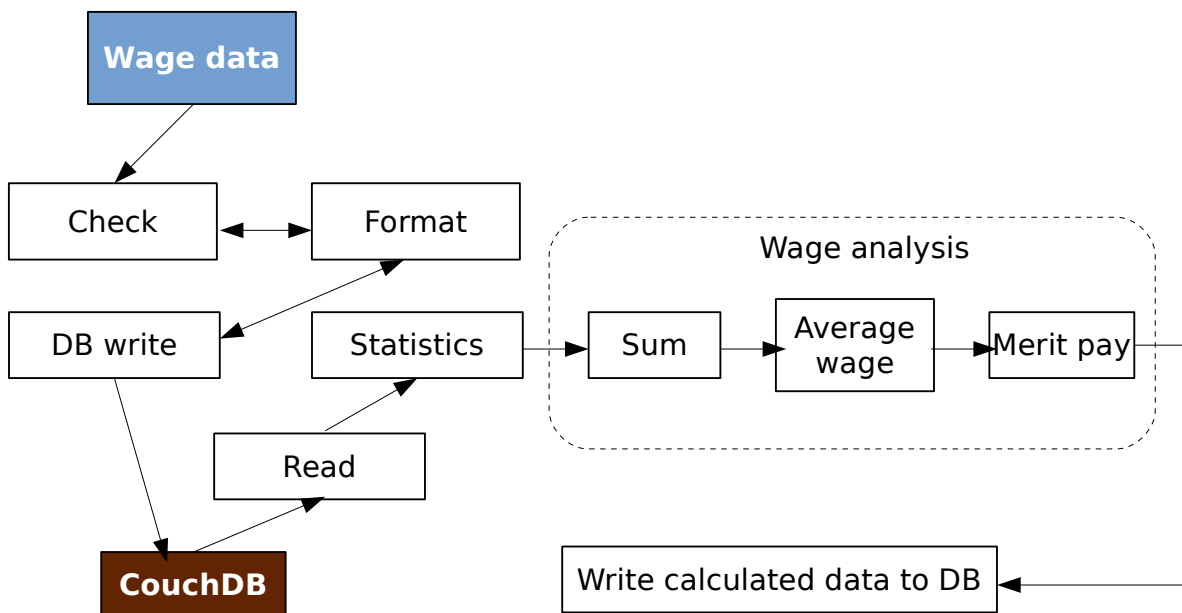 Wage data
Check
Format
Wage analysis
DB write
Statistics
Sum
Average
wage
Merit pay
Read
CouchDB
Write calculated data to DB